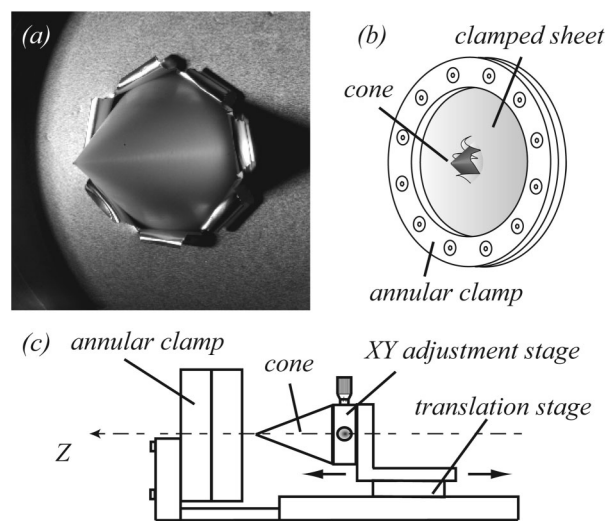 (a)
(b)
clamped sheet
cone
annular clamp
(c)
annular clamp
cone
XY adjustment stage
translation stage
Z